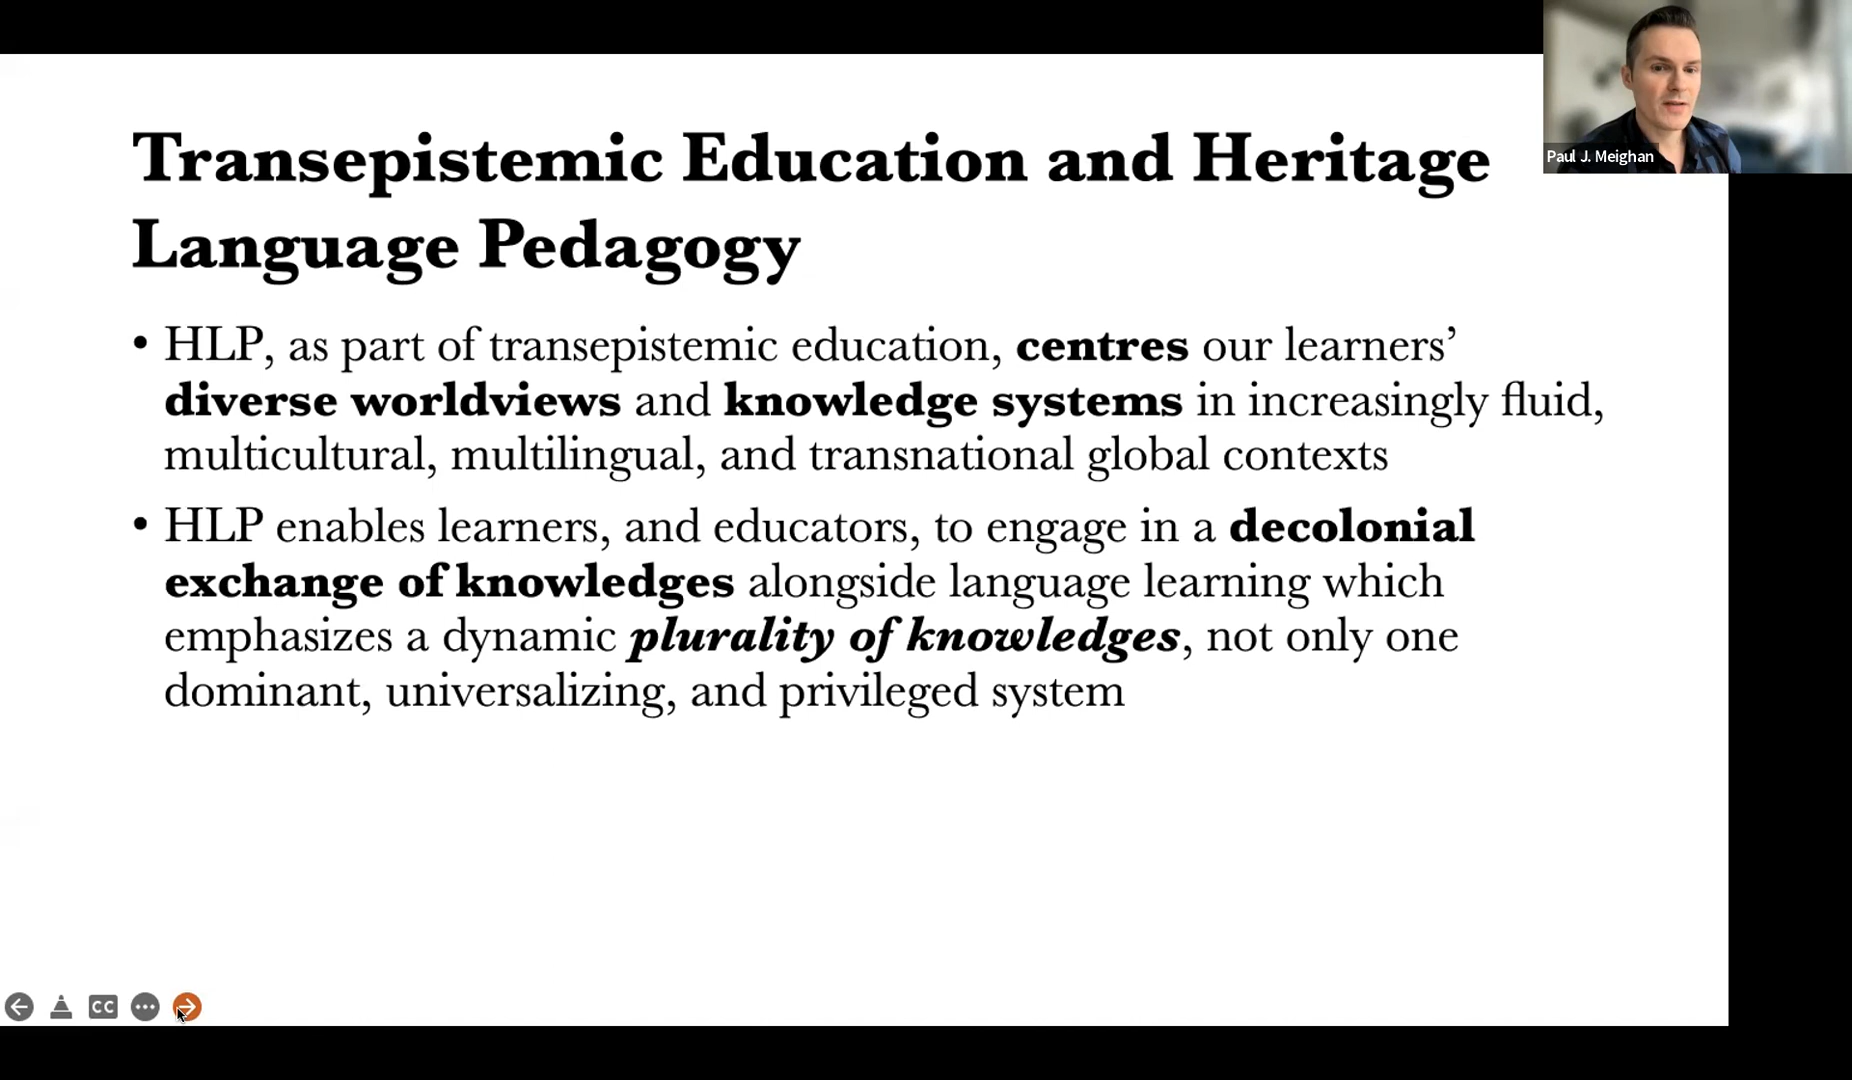 Transepistemic Education and Heritage
Language Pedagogy
• HLP, as part of transepistemic education, centres our learners’
diverse worldviews and knowledge systems in increasingly fluid,
multicultural, multilingual, and transnational global contexts
• HLP enables learners, and educators, to engage in a decolonial
exchange of knowledges alongside language learning which
emphasizes a dynamic plurality of knowledges, not only one
dominant, universalizing, and privileged system
Paul J. Meighan
CC